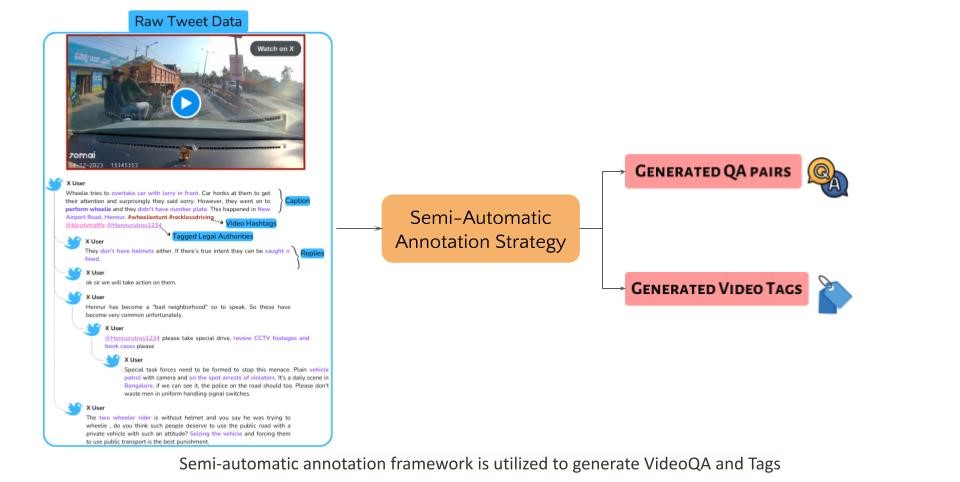 Raw Tweet Data
Watch on X
14-12-2023 15:45:53
X User
Wheelie tries to overtake car with lorry in front. Car honks at them to get
their attention and surprisingly they said sorry. However, they went on to
perform wheelie and they didn't have number plate. This happened in New
Airport Road, Hennur. #wheeliestunt #recklessdriving
@Hennurutrps1234
Caption
Video Hashtags
Tagged Legal Authorities
X User
They don't have helmets either. If there's true intent they can be caught n
fined.
Replies
X User
ok sir we will take action on them.
X User
Hennur has become a "bad neighborhood" so to speak. So these have
become very common unfortunately.
X User
@Hennurytrps1234 please take special drive, review CCTV footages and
book cases please
X User
Special task forces need to be formed to stop this menace. Plain vehicle
patrol with camera and on the spot arrests of violators. It's a daily scene in
Bangalore, if we can see it, the police on the road should too. Please don't
waste men in uniform handling signal switches
X User
The two wheeler rider is without helmet and you say he was trying to
wheelie , do you think such people deserve to use the public road with a
private vehicle with such an attitude? Seizing the vehicle and forcing them
to use public transport is the best punishment.
Semi-Automatic
Annotation Strategy
Generated QA pairs
Q
A
Generated Video Tags
Semi-automatic annotation framework is utilized to generate VideoQA and Tags